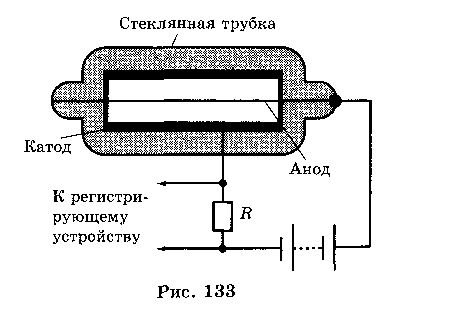 Стеклянная трубка
Катод
Анод
К регистри-
рующему
устройству
R
Рис. 133